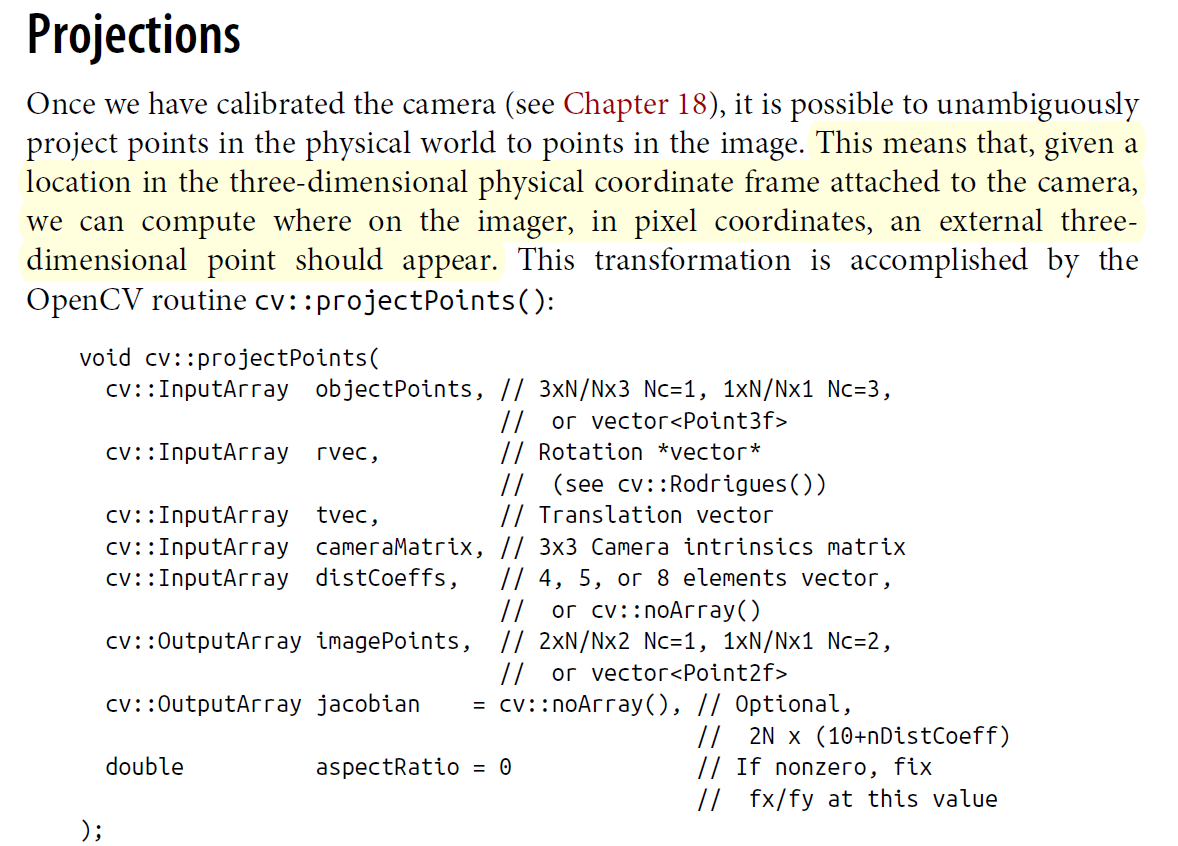 Projections
Once we have calibrated the camera (see Chapter 18), it is possible to unambiguously
project points in the physical world to points in the image. This means that, given a
location in the three-dimensional physical coordinate frame attached to the camera,
we can compute where on the imager, in pixel coordinates, an external three-
dimensional point should appear. This transformation is accomplished by the
OpenCV routine cv::projectPoints():
void cv::projectPoints(
cv::InputArray objectPoints, // 3xN/Nx3 Nc=1, 1xN/Nx1 Nc=3,
// or vector<Point3f>
cv::InputArray rvec, // Rotation *vector*
// (see cv::Rodrigues())
cv::InputArray tvec, // Translation vector
cv::InputArray cameraMatrix, // 3x3 Camera intrinsics matrix
cv::InputArray distCoeffs, // 4, 5, or 8 elements vector,
// or cv::noArray()
cv::OutputArray imagePoints, // 2xN/Nx2 Nc=1, 1xN/Nx1 Nc=2,
// or vector<Point2f>
cv::OutputArray jacobian = cv::noArray(), // Optional,
// 2N x (10+nDistCoeff)
double aspectRatio = 0 // If nonzero, fix
// fx/fy at this value
);